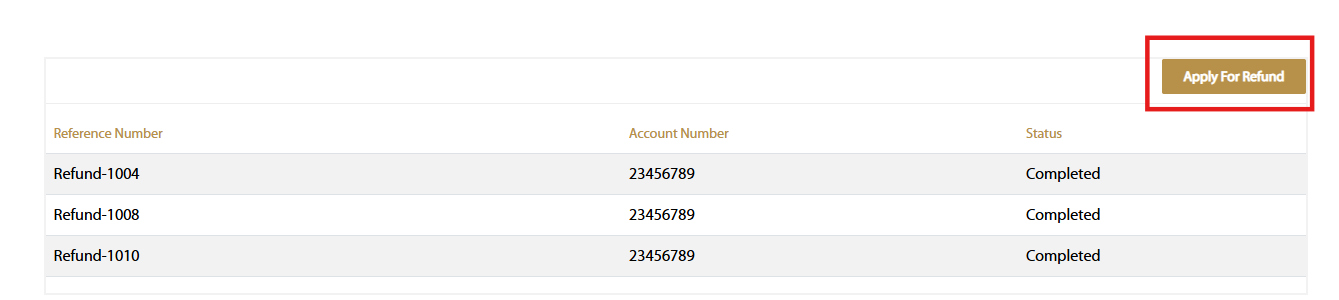 Apply For Refund
Reference Number Account Number Status
Refund-1004 23456789 Completed
Refund-1008 23456789 Completed
Refund-1010 23456789 Completed